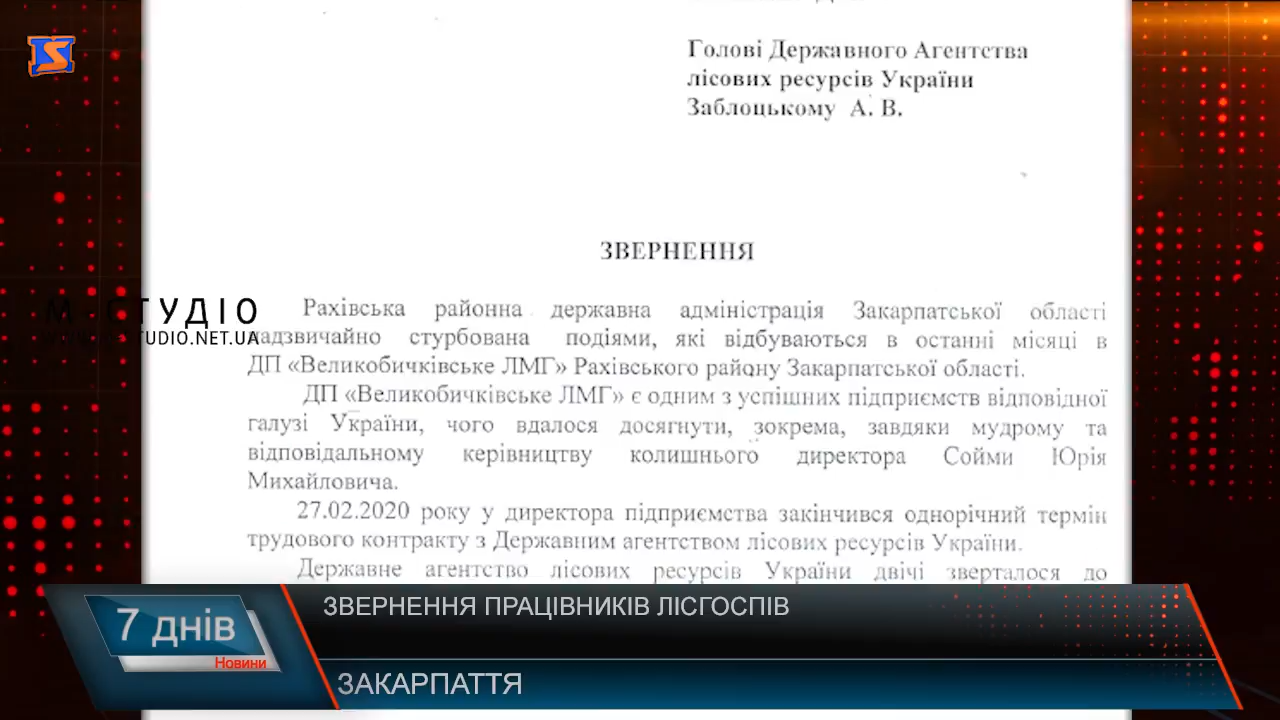 Голові Державного Агентства
лісових ресурсів України
Заблоцькому А. В.
ЗВЕРНЕННЯ
М-СТУДІО
WWW.M-STUDIO.NET.UA
Рахівська районна державна адміністрація Закарпатської області
надзвичайно стурбована подіями, які відбуваються в останні місяці в
ДП «Великобичківське ЛМГ» Рахівського району Закарпатської області.
ДП «Великобичківське ЛМГ» є одним з успішних підприємств відповідної
галузі України, чого вдалося досягнути, зокрема, завдяки мудрому та
відповідальному керівництву колишнього директора Сойми Юрія
Михайловича.
27.02.2020 року у директора підприємства закінчився однорічний термін
трудового контракту з Державним агентством лісових ресурсів України.
Державне агентство лісових ресурсів України двічі зверталося до
7 днів
Новини
ЗВЕРНЕННЯ ПРАЦІВНИКІВ ЛІСГОСПІВ
ЗАКАРПАТТЯ